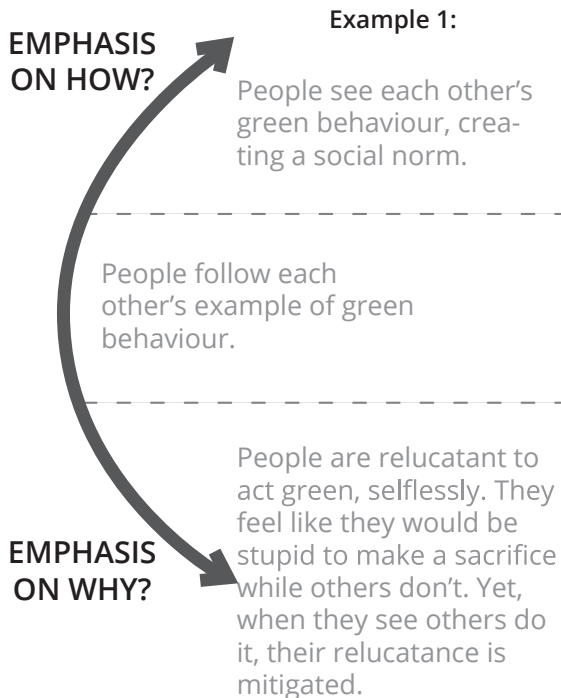 Example 1:
EMPHASIS
ON HOW?
People see each other's
green behaviour, crea-
ting a social norm.
People follow each
other's example of green
behaviour.
People are relucatant to
act green, selflessly. They
feel like they would be
stupid to make a sacrifice
while others don't. Yet,
when they see others do
it, their relucatance is
mitigated.
EMPHASIS
ON WHY?